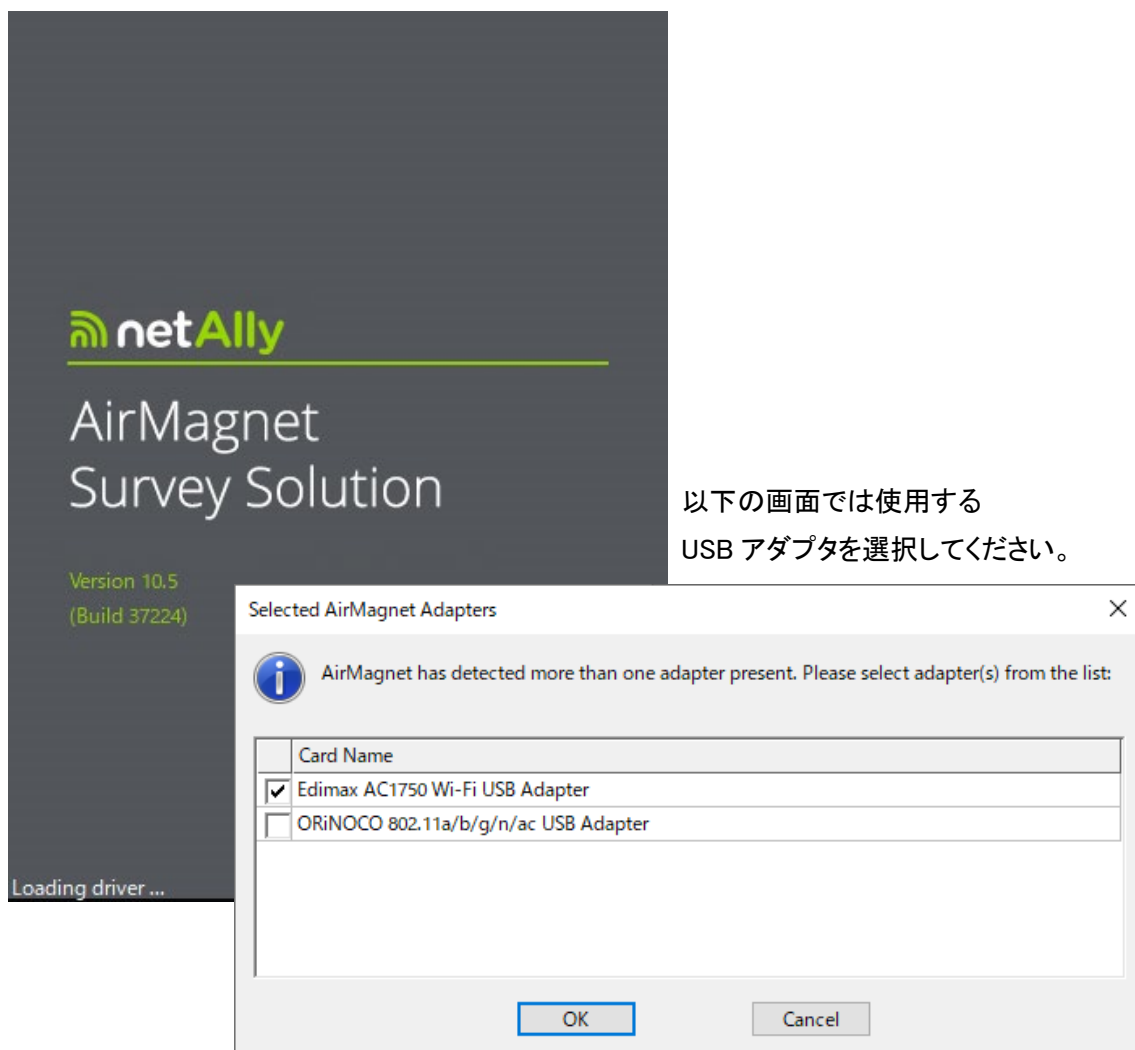 netAlly
AirMagnet
Survey Solution
以下の画面では使用する
USB アダプタを選択してください。
Version 10.5
(Build 37224)
Selected AirMagnet Adapters
AirMagnet has detected more than one adapter present. Please select adapter(s) from the list:
Card Name
Edimax AC1750 Wi-Fi USB Adapter
ORiNOCO 802.11a/b/g/n/ac USB Adapter
Loading driver ...
OK Cancel